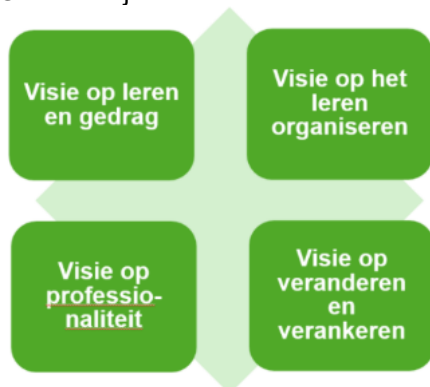 Visie op leren
en gedrag
Visie op het
leren
organiseren
Visie op
professio-
naliteit
Visie op
veranderen
en
verankeren